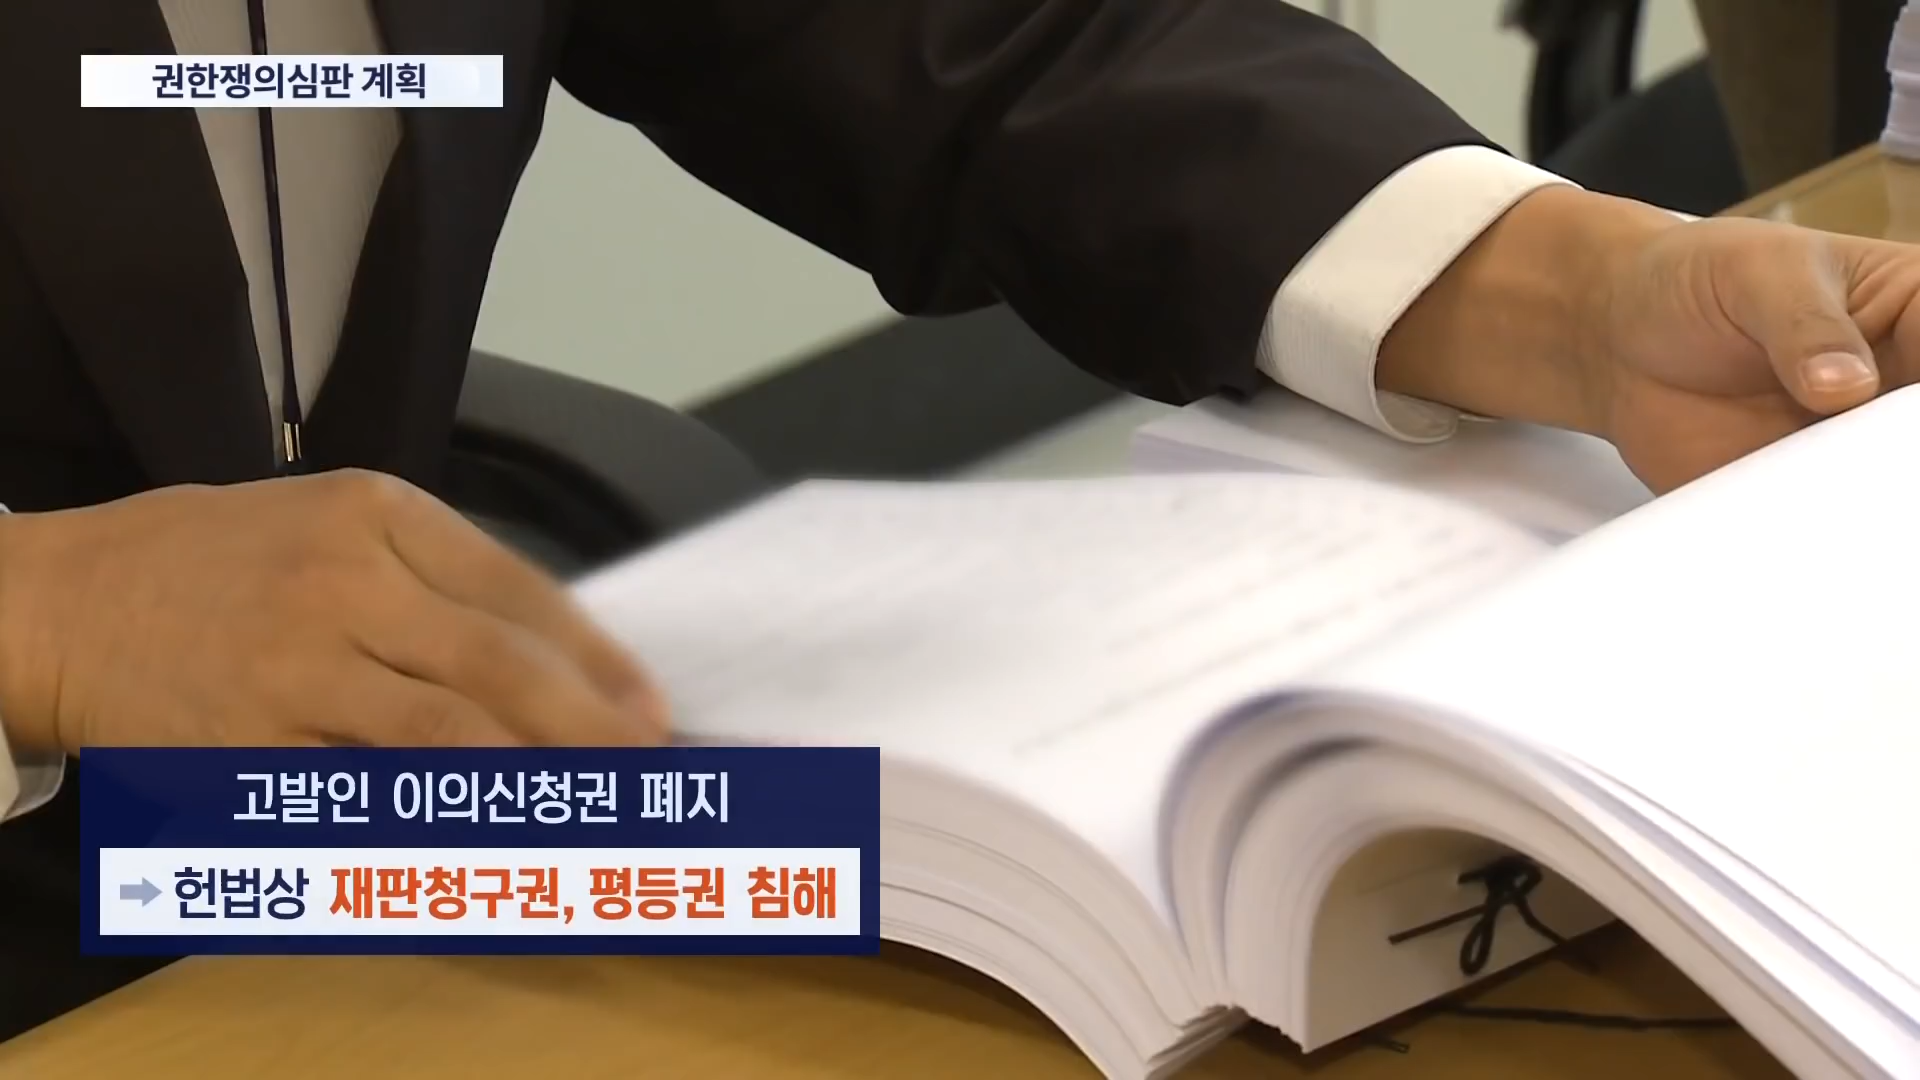 권한쟁의심판 계획
고발인 이의신청권 폐지
➡ 헌법상 재판청구권, 평등권 침해